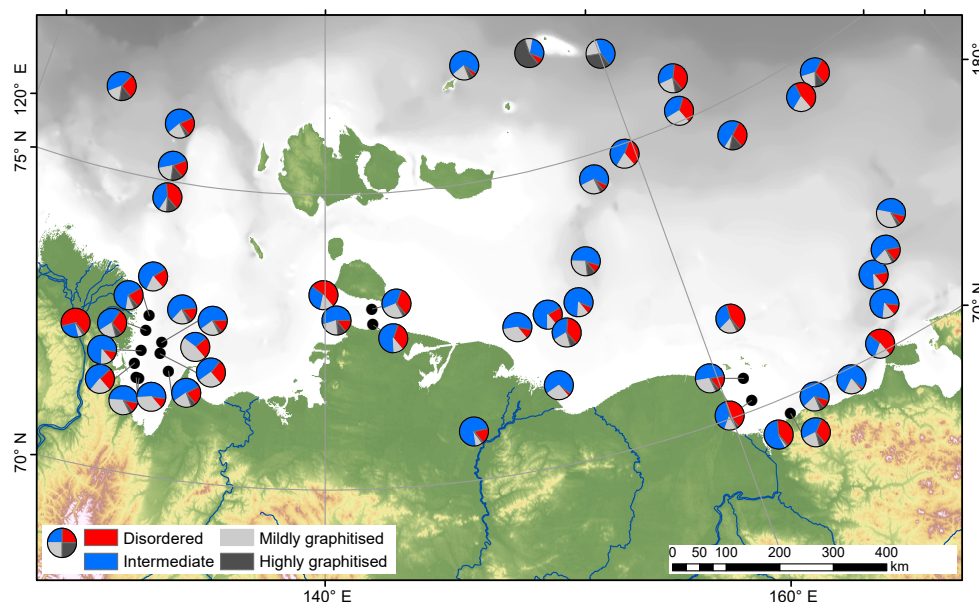 180°
120° E
75° N
70° N
70° N
Disordered
Mildly graphitised
Intermediate
Highly graphitised
0 50 100 200 300 400
km
140° E
160° E